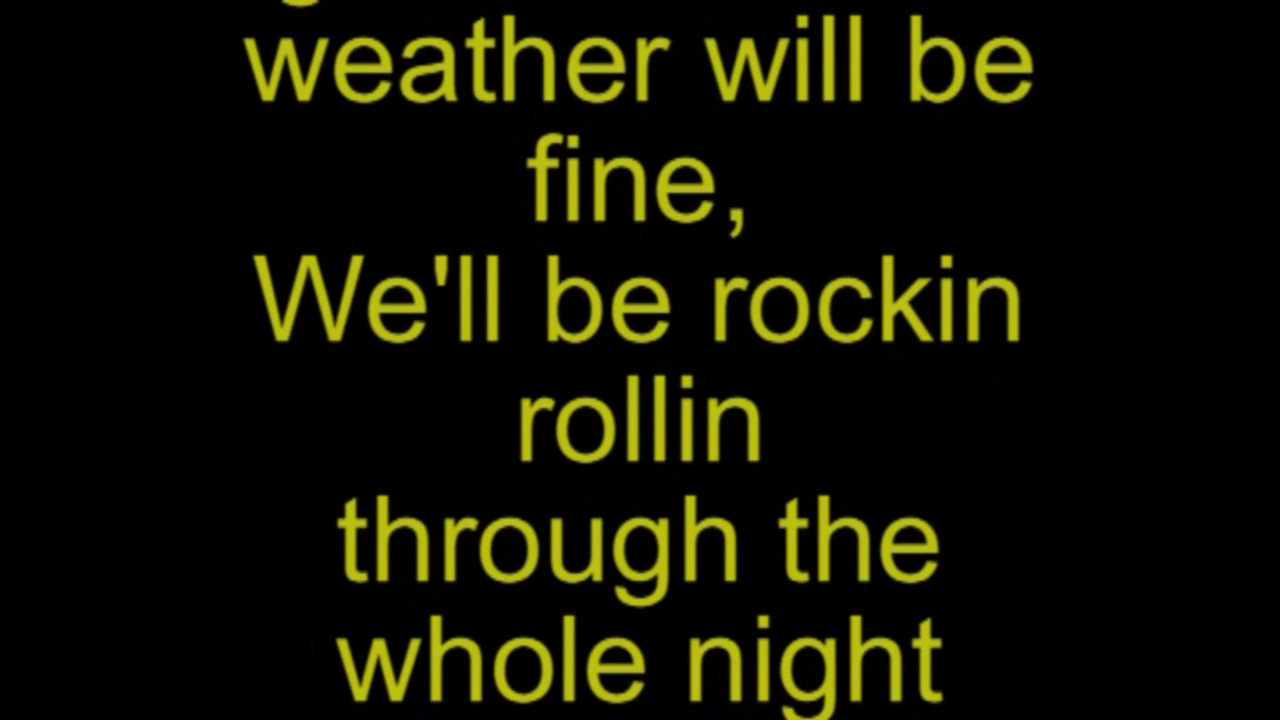 weather will be
fine,
We'll be rockin
rollin
through the
whole night